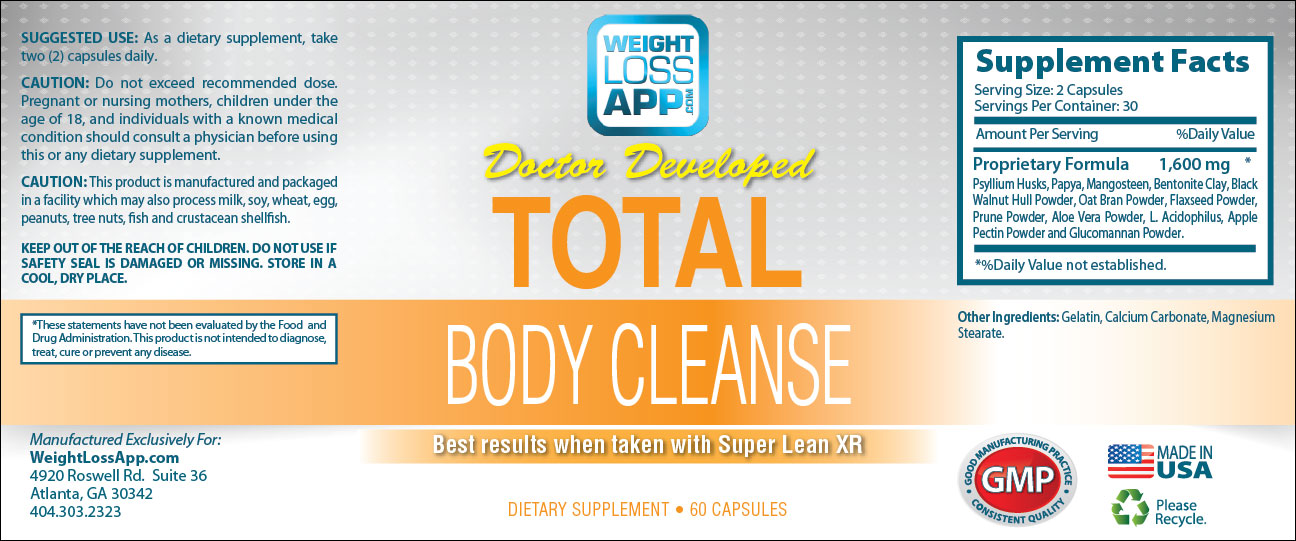 SUGGESTED USE: As a dietary supplement, take
two (2) capsules daily.
CAUTION: Do not exceed recommended dose.
Pregnant or nursing mothers, children under the
age of 18, and individuals with a known medical
condition should consult a physician before using
this or any dietary supplement.
CAUTION: This product is manufactured and packaged
in a facility which may also process milk, soy, wheat, egg,
peanuts, tree nuts, fish and crustacean shellfish.
KEEP OUT OF THE REACH OF CHILDREN. DO NOT USE IF
SAFETY SEAL IS DAMAGED OR MISSING. STORE IN A
COOL, DRY PLACE.
*These statements have not been evaluated by the Food and
Drug Administration. This product is not intended to diagnose,
treat, cure or prevent any disease.
Manufactured Exclusively For:
WeightLossApp.com
4920 Roswell Rd. Suite 36
Atlanta, GA 30342
404.303.2323
WEIGHT
LOSS
APP.COM
Doctor Developed
TOTAL
BODY CLEANSE
Best results when taken with Super Lean XR
DIETARY SUPPLEMENT • 60 CAPSULES
Supplement Facts
Serving Size: 2 Capsules
Servings Per Container: 30
Amount Per Serving %Daily Value
Proprietary Formula 1,600 mg *
Psyllium Husks, Papya, Mangosteen, Bentonite Clay, Black
Walnut Hull Powder, Oat Bran Powder, Flaxseed Powder,
Prune Powder, Aloe Vera Powder, L. Acidophilus, Apple
Pectin Powder and Glucomannan Powder.
*%Daily Value not established.
Other Ingredients: Gelatin, Calcium Carbonate, Magnesium
Stearate.
GOOD MANUFACTURING PRACTICE
GMP
• CONSISTENT QUALITY •
MADE IN
USA
Please
Recycle.